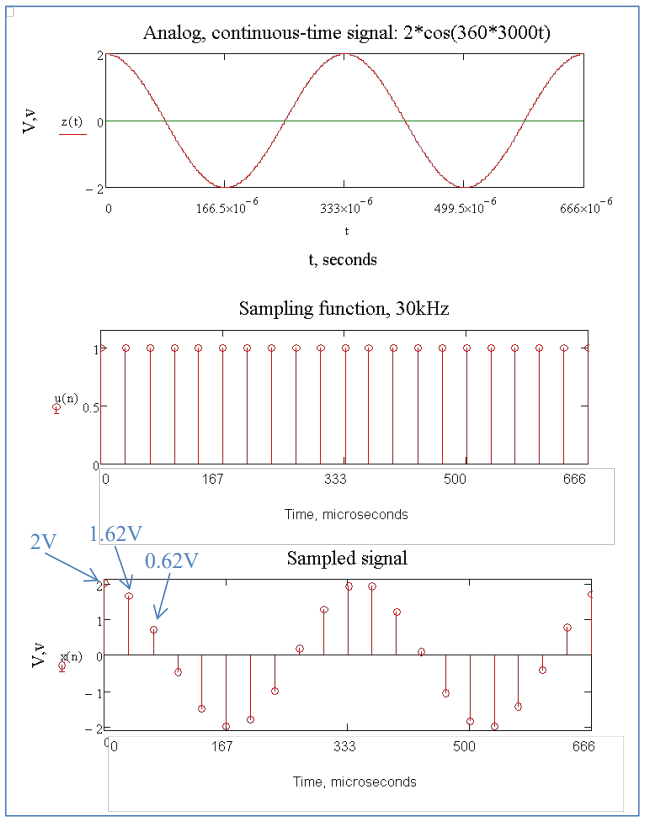 Analog, continuous-time signal: 2*cos(360*3000t)
2
V,v
z(t)
0
− 2
0 166.5×10⁻⁶ 333×10⁻⁶ 499.5×10⁻⁶ 666×10⁻⁶
t
t, seconds
Sampling function, 30kHz
1
u(n)
0.5
0
0 167 333 500 666
Time, microseconds
2V
1.62V
0.62V
Sampled signal
2
1
V,v
x(n)
0
− 1
− 2
0
0 167 333 500 666
Time, microseconds